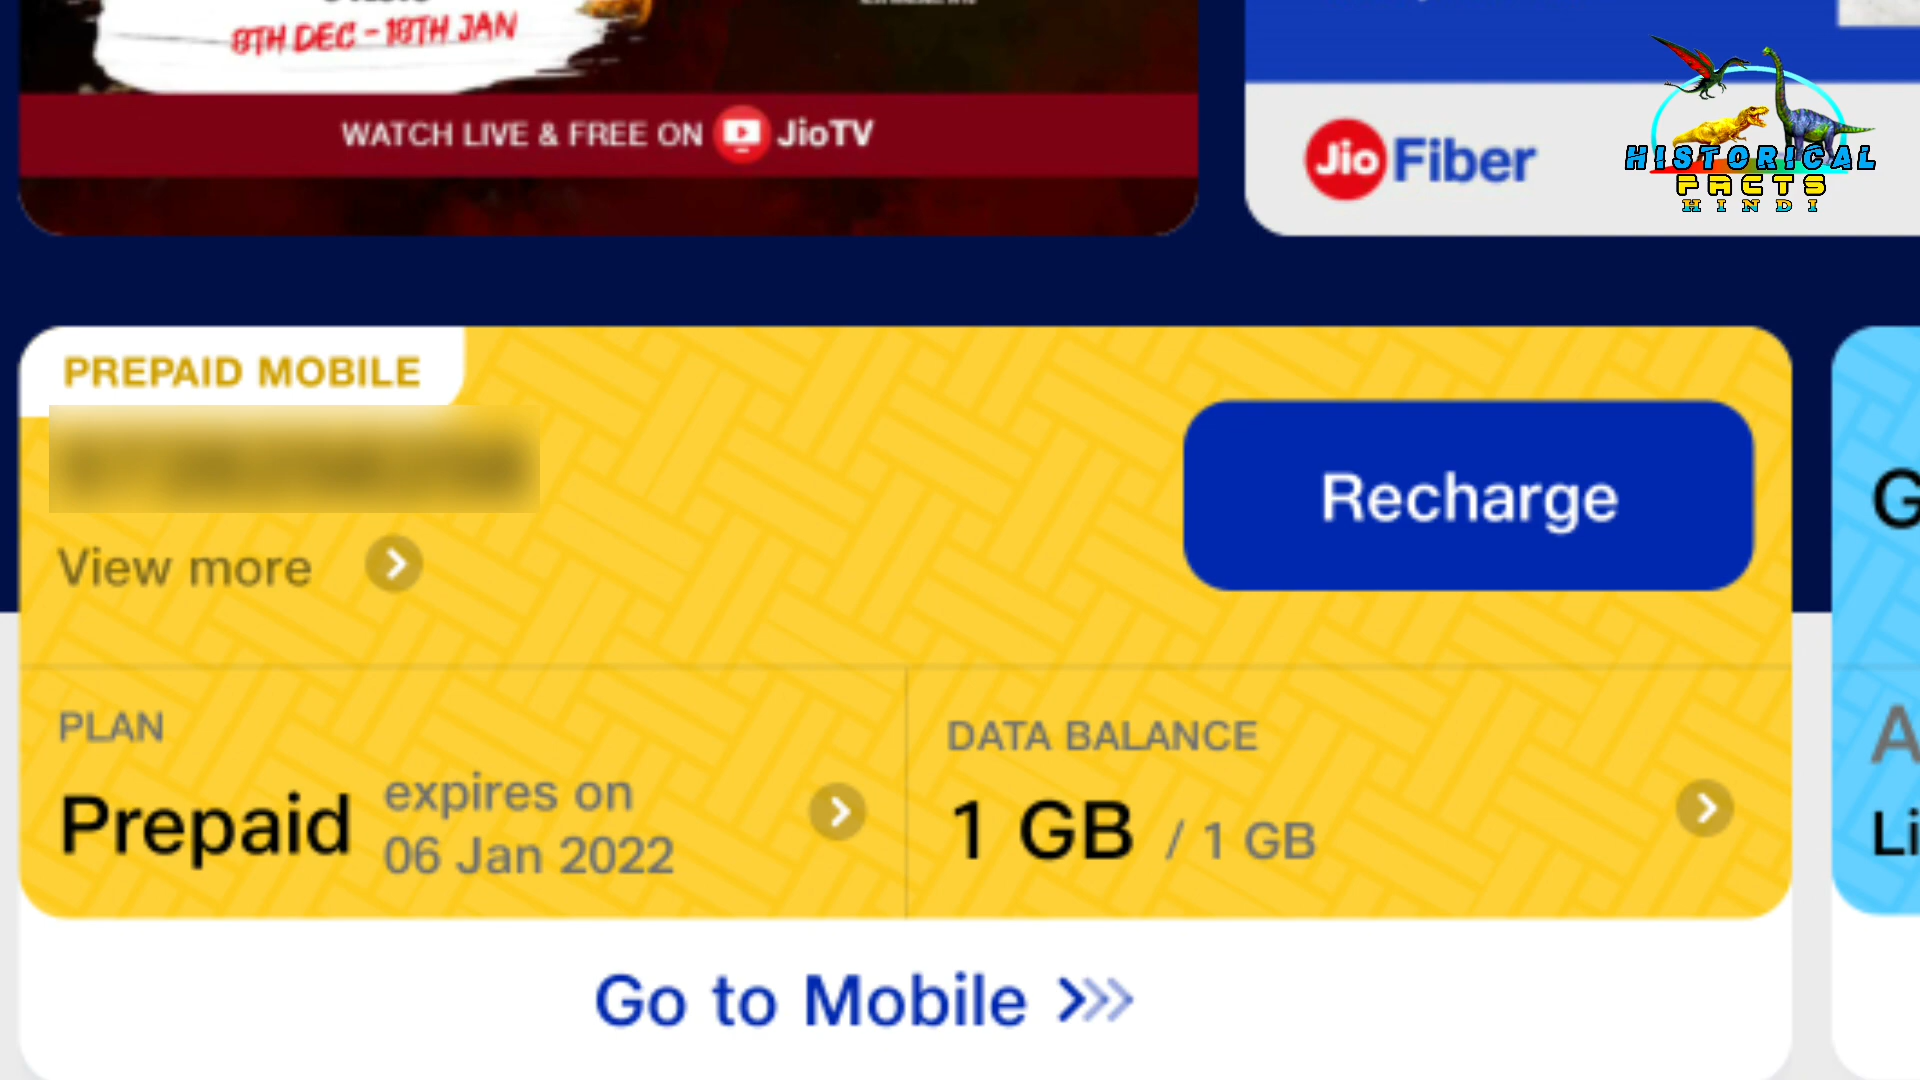 8TH DEC - 18TH JAN
WATCH LIVE & FREE ON JioTV
Jio Fiber
HISTORICAL
FACTS
HINDI
PREPAID MOBILE
View more
Recharge
PLAN
Prepaid
expires on
06 Jan 2022
DATA BALANCE
1 GB / 1 GB
Go to Mobile